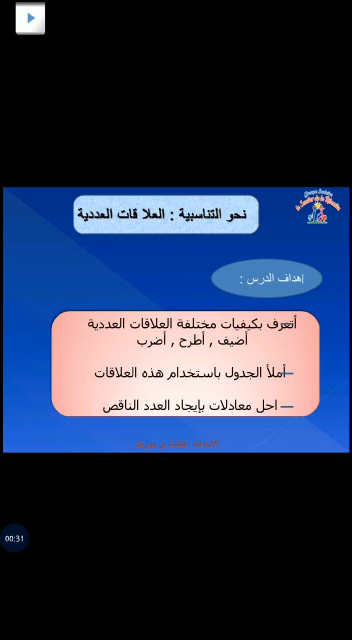 نحو التناسبية : العلا قات العددية
إهداف الدرس :
أتعرف بكيفيات مختلفة العلاقات العددية
أضيف , أطرح , أضرب
أملأ الجدول باستخدام هذه العلاقات
احل معادلات بإيجاد العدد الناقص
00:31